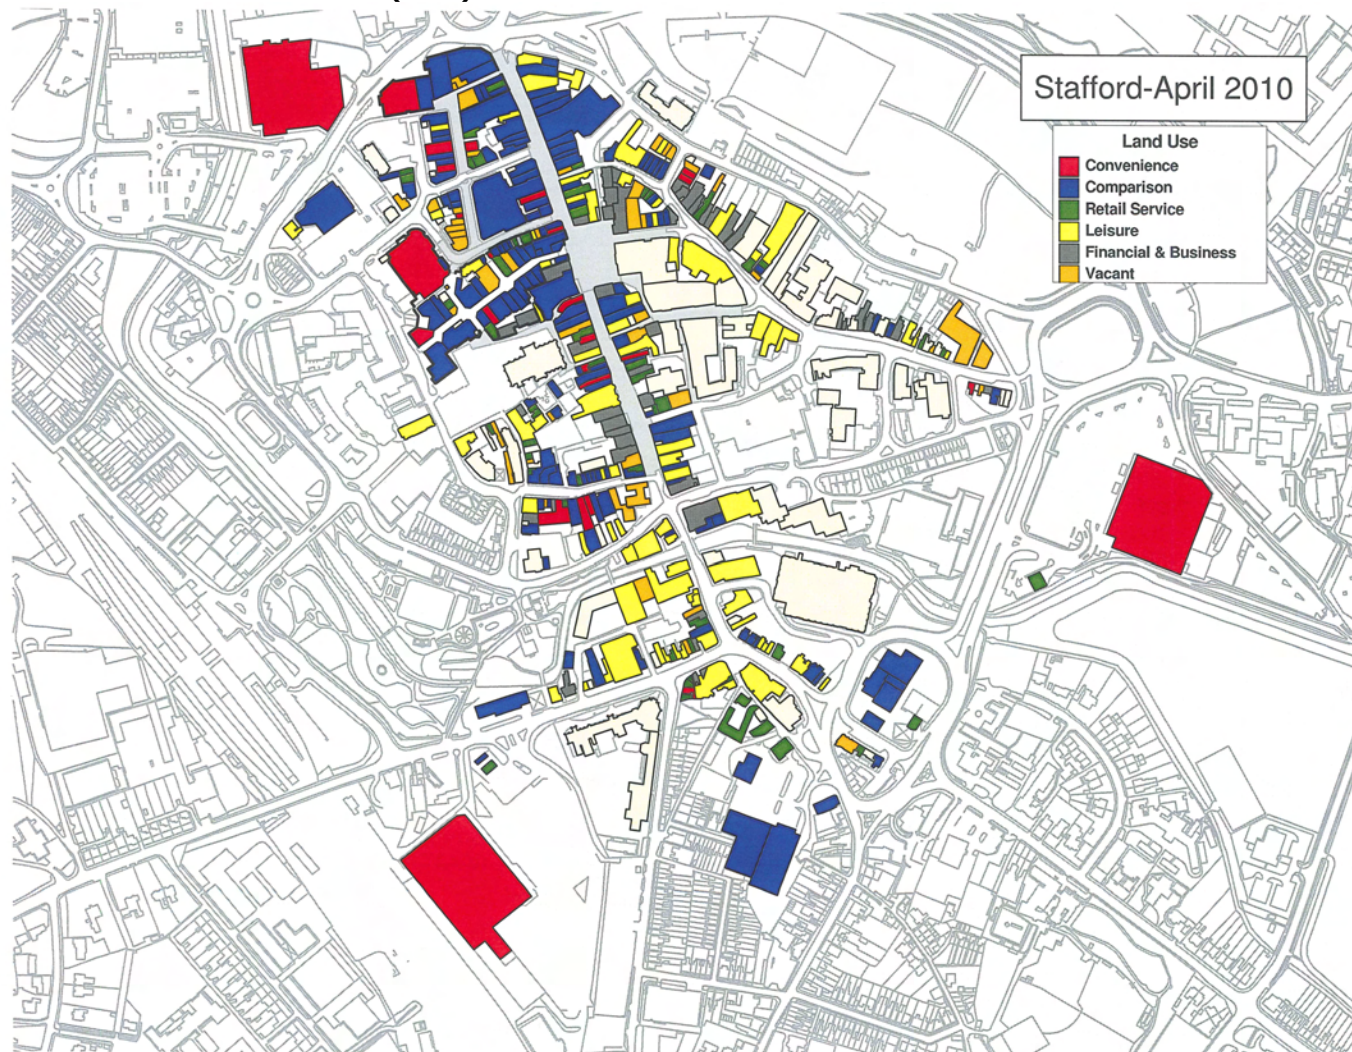 Stafford-April 2010
Land Use
Convenience
Comparison
Retail Service
Leisure
Financial & Business
Vacant